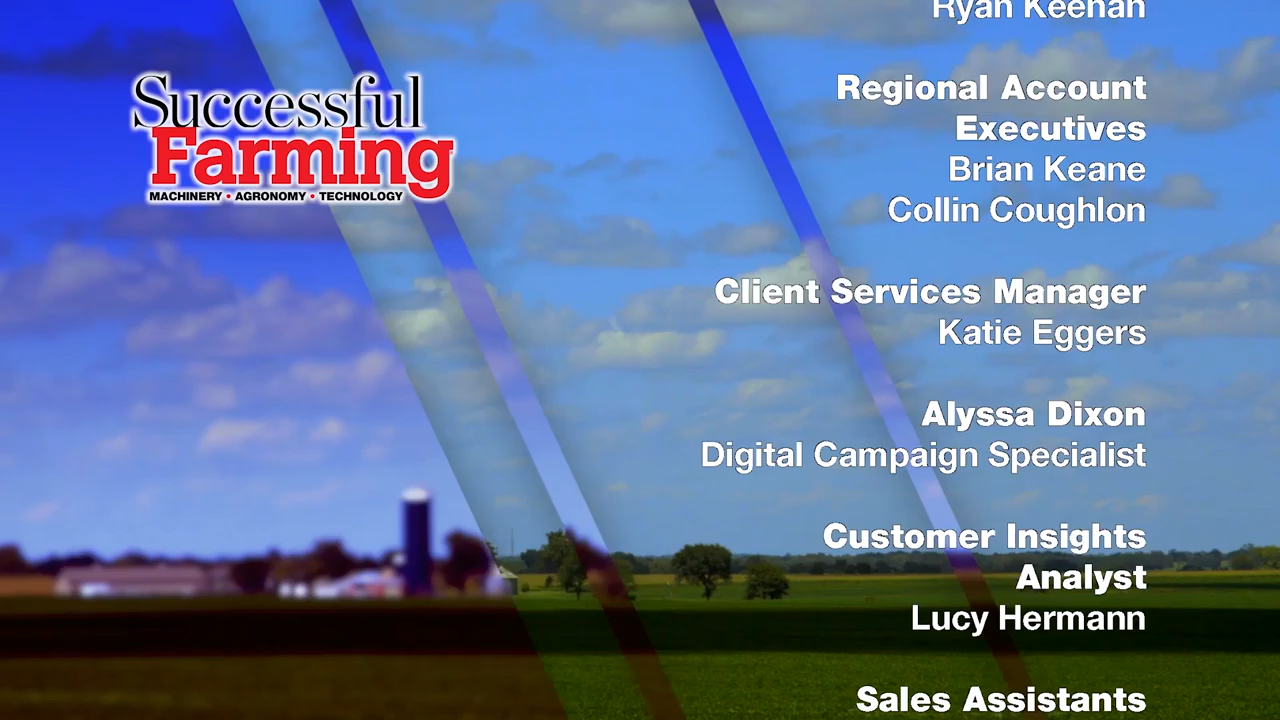 Successful
Farming
MACHINERY • AGRONOMY • TECHNOLOGY
Ryan Keenan
Regional Account
Executives
Brian Keane
Collin Coughlon
Client Services Manager
Katie Eggers
Alyssa Dixon
Digital Campaign Specialist
Customer Insights
Analyst
Lucy Hermann
Sales Assistants